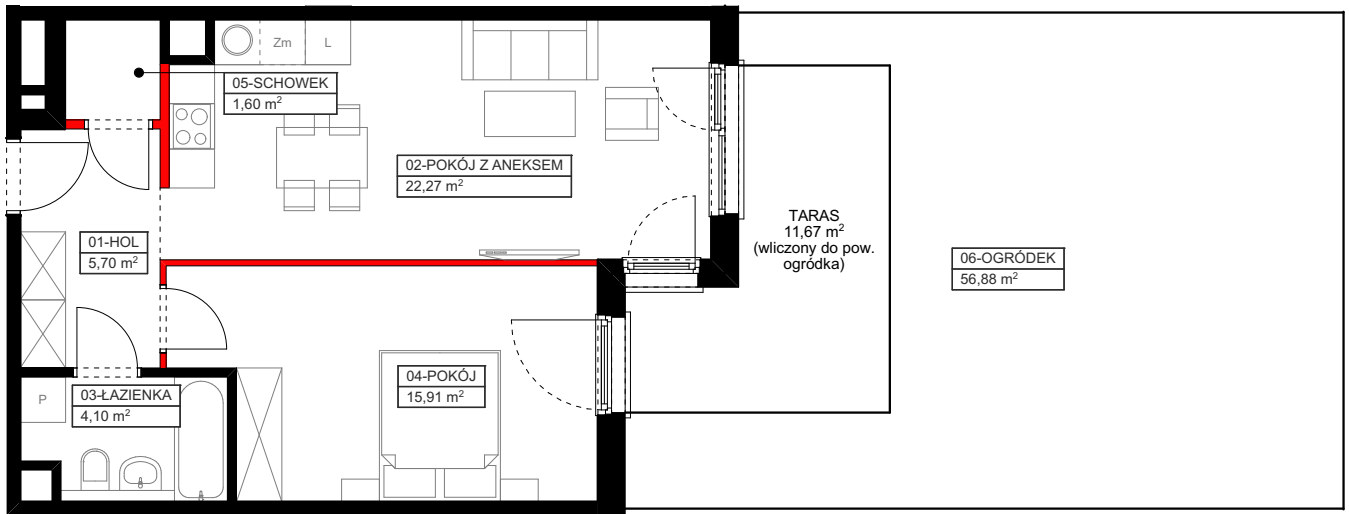 Zm
L
05-SCHOWEK
1,60 m²
02-POKÓJ Z ANEKSEM
22,27 m²
01-HOL
5,70 m²
TARAS
11,67 m²
(wliczony do pow.
ogródka)
06-OGRÓDEK
56,88 m²
04-POKÓJ
15,91 m²
P
03-ŁAZIENKA
4,10 m²